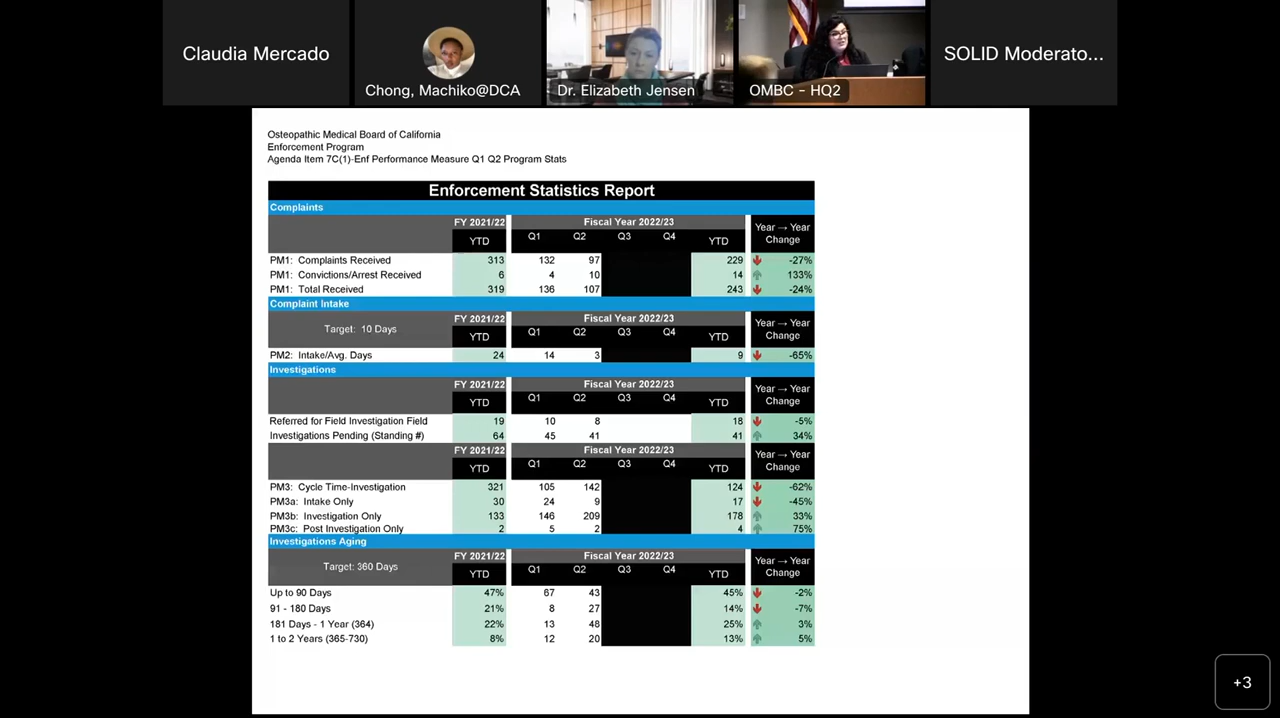 Claudia Mercado
Chong, Machiko@DCA
Dr. Elizabeth Jensen
OMBC - HQ2
SOLID Moderato...
Osteopathic Medical Board of California
Enforcement Program
Agenda Item 7C(1)-Enf Performance Measure Q1 Q2 Program Stats
Enforcement Statistics Report
Complaints
FY 2021/22 Fiscal Year 2022/23 Year → Year Change
YTD Q1 Q2 Q3 Q4 YTD
PM1: Complaints Received 313 132 97 229 -27%
PM1: Convictions/Arrest Received 6 4 10 14 133%
PM1: Total Received 319 136 107 243 -24%
Complaint Intake
Target: 10 Days FY 2021/22 Fiscal Year 2022/23 Year → Year Change
YTD Q1 Q2 Q3 Q4 YTD
PM2: Intake/Avg. Days 24 14 3 9 -65%
Investigations
FY 2021/22 Fiscal Year 2022/23 Year → Year Change
YTD Q1 Q2 Q3 Q4 YTD
Referred for Field Investigation Field 19 10 8 18 -5%
Investigations Pending (Standing #) 64 45 41 41 34%
FY 2021/22 Fiscal Year 2022/23 Year → Year Change
YTD Q1 Q2 Q3 Q4 YTD
PM3: Cycle Time-Investigation 321 105 142 124 -62%
PM3a: Intake Only 30 24 9 17 -45%
PM3b: Investigation Only 133 146 209 178 33%
PM3c: Post Investigation Only 2 5 2 4 75%
Investigations Aging
Target: 360 Days FY 2021/22 Fiscal Year 2022/23 Year → Year Change
YTD Q1 Q2 Q3 Q4 YTD
Up to 90 Days 47% 67 43 45% -2%
91 - 180 Days 21% 8 27 14% -7%
181 Days - 1 Year (364) 22% 13 48 25% 3%
1 to 2 Years (365-730) 8% 12 20 13% 5%
+3